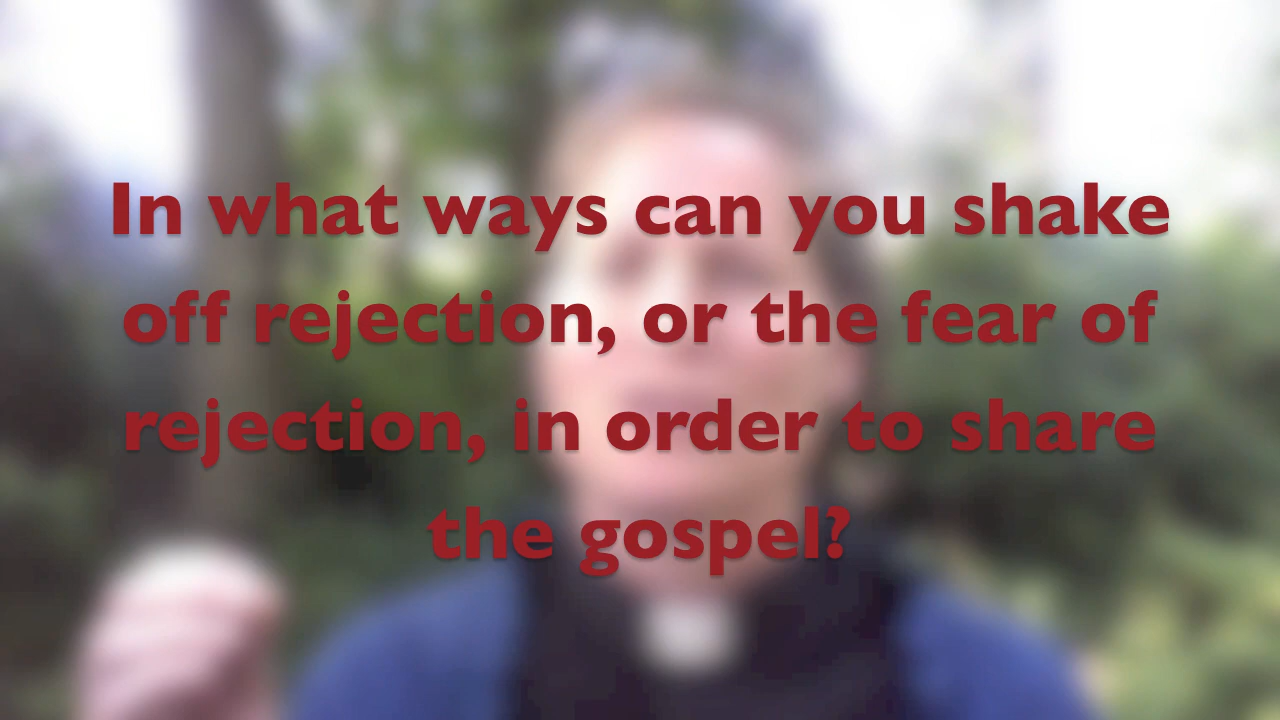 In what ways can you shake
off rejection, or the fear of
rejection, in order to share
the gospel?